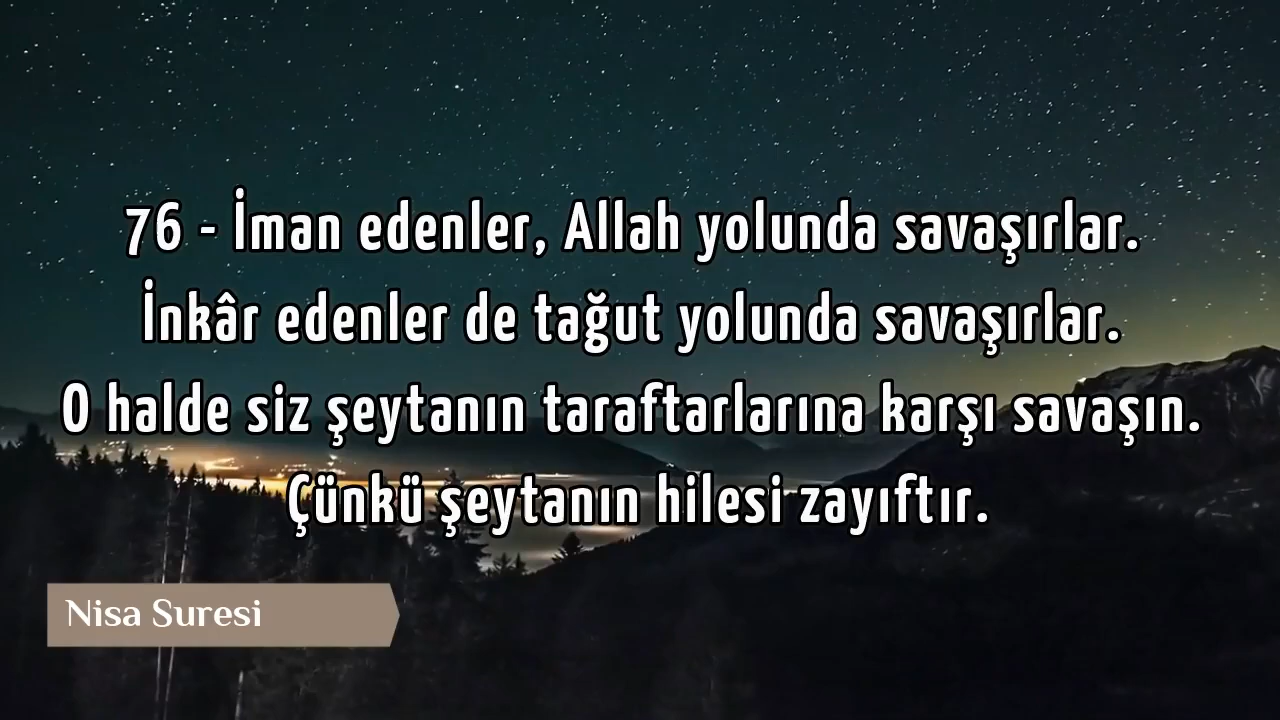 76 - İman edenler, Allah yolunda savaşırlar.
İnkâr edenler de tağut yolunda savaşırlar.
O halde siz şeytanın taraftarlarına karşı savaşın.
Çünkü şeytanın hilesi zayıftır.
Nisa Suresi